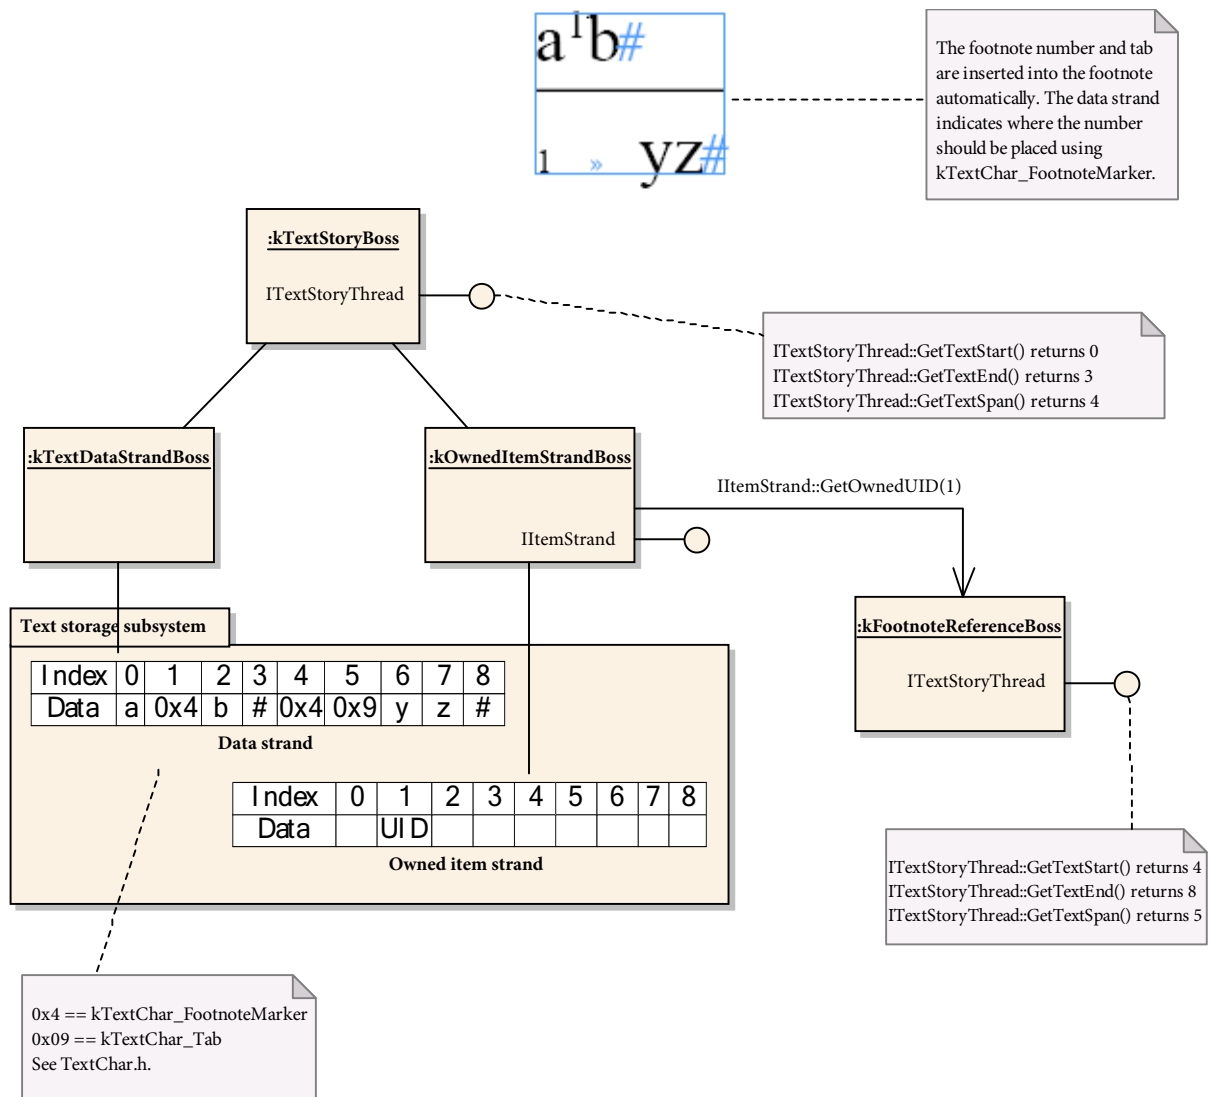 a¹b#
1 » yz#
The footnote number and tab
are inserted into the footnote
automatically. The data strand
indicates where the number
should be placed using
kTextChar_FootnoteMarker.
:kTextStoryBoss
ITextStoryThread
ITextStoryThread::GetTextStart() returns 0
ITextStoryThread::GetTextEnd() returns 3
ITextStoryThread::GetTextSpan() returns 4
:kTextDataStrandBoss
:kOwnedItemStrandBoss
IItemStrand
IItemStrand::GetOwnedUID(1)
:kFootnoteReferenceBoss
ITextStoryThread
Text storage subsystem
Index 0 1 2 3 4 5 6 7 8
Data a 0x4 b # 0x4 0x9 y z #
Data strand
Index 0 1 2 3 4 5 6 7 8
Data UID
Owned item strand
ITextStoryThread::GetTextStart() returns 4
ITextStoryThread::GetTextEnd() returns 8
ITextStoryThread::GetTextSpan() returns 5
0x4 == kTextChar_FootnoteMarker
0x09 == kTextChar_Tab
See TextChar.h.